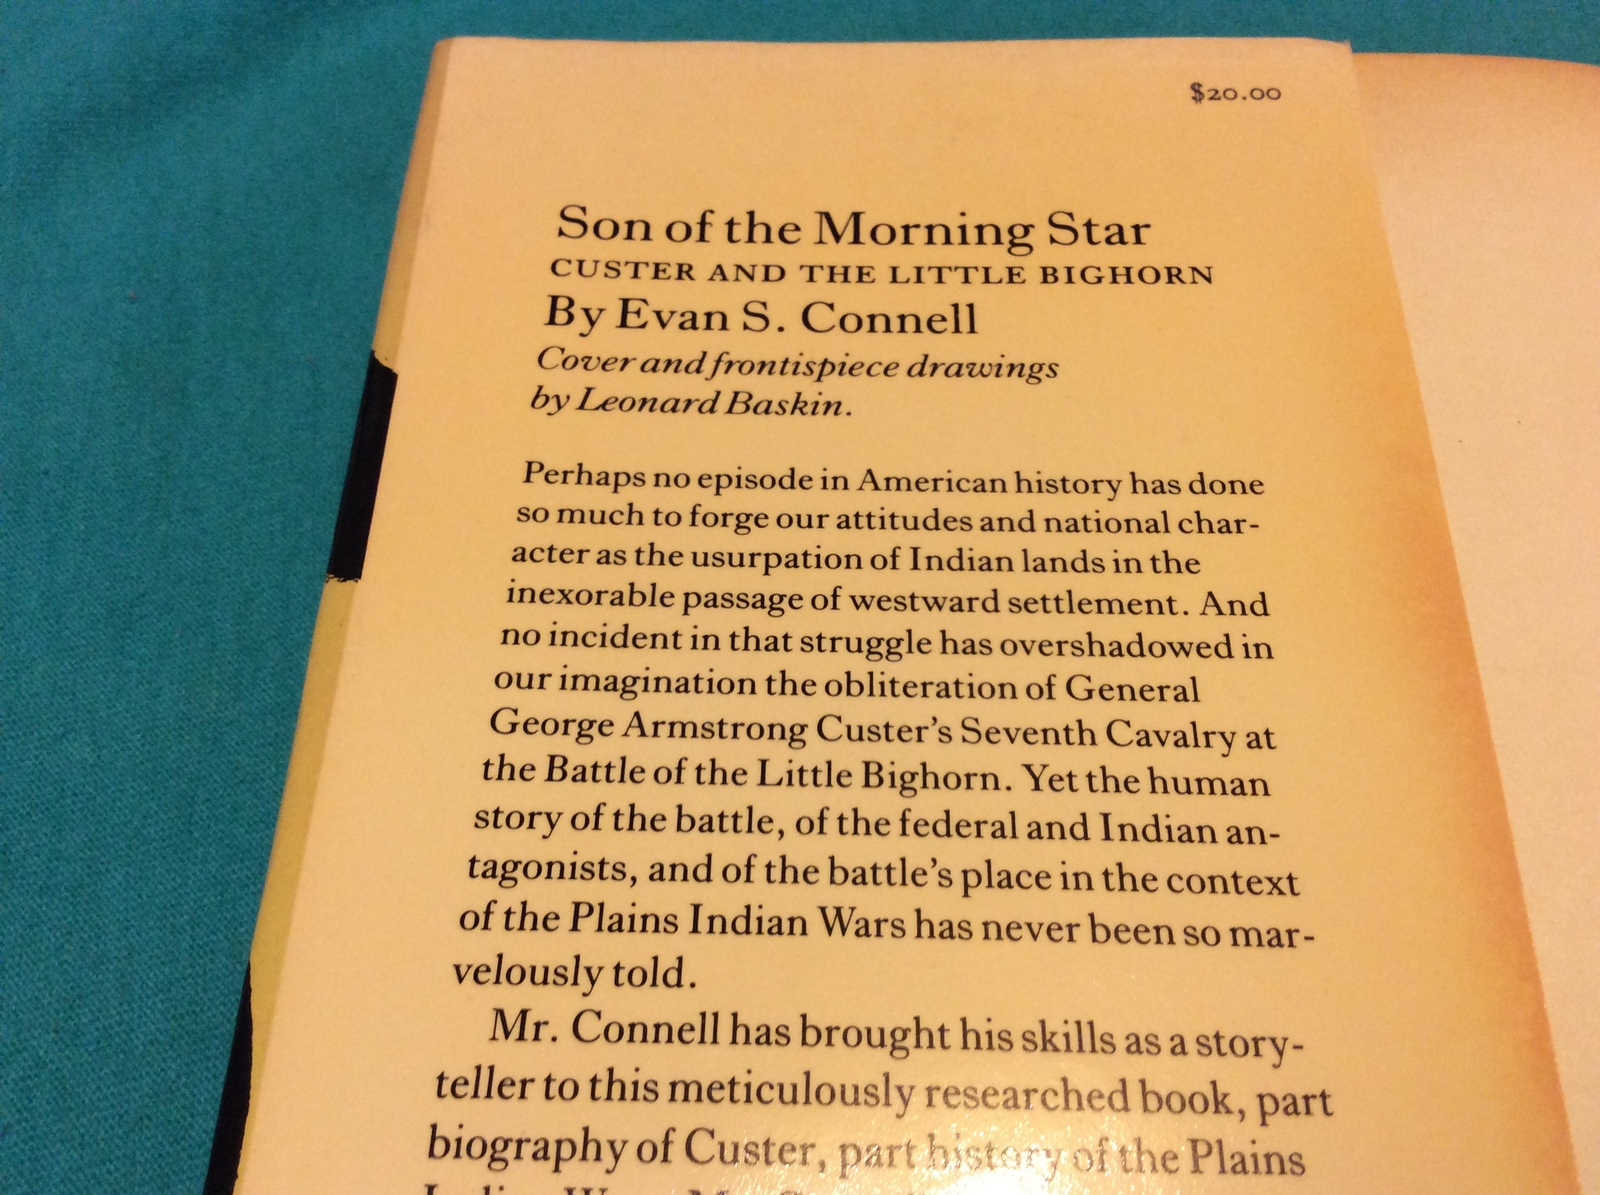 $20.00
Son of the Morning Star
CUSTER AND THE LITTLE BIGHORN
By Evan S. Connell
Cover and frontispiece drawings
by Leonard Baskin.
Perhaps no episode in American history has done
so much to forge our attitudes and national char-
acter as the usurpation of Indian lands in the
inexorable passage of westward settlement. And
no incident in that struggle has overshadowed in
our imagination the obliteration of General
George Armstrong Custer's Seventh Cavalry at
the Battle of the Little Bighorn. Yet the human
story of the battle, of the federal and Indian an-
tagonists, and of the battle's place in the context
of the Plains Indian Wars has never been so mar-
velously told.
Mr. Connell has brought his skills as a story-
teller to this meticulously researched book, part
biography of Custer, part history of the Plains